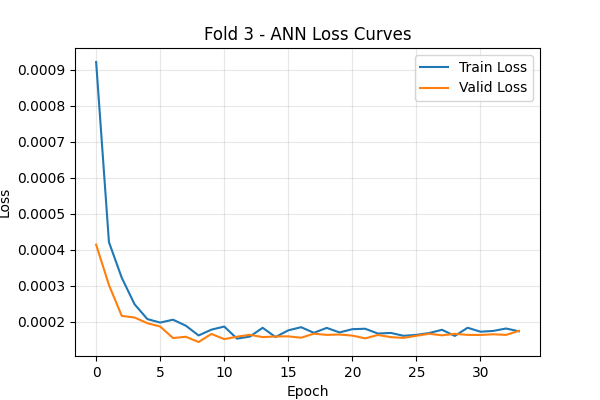 Fold 3 - ANN Loss Curves
Train Loss
Valid Loss
0.0009
0.0008
0.0007
0.0006
0.0005
0.0004
0.0003
0.0002
Loss
0 5 10 15 20 25 30
Epoch